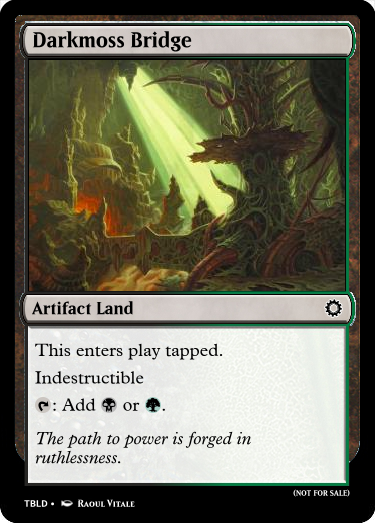 Darkmoss Bridge
Artifact Land
This enters play tapped.
Indestructible
: Add or .
The path to power is forged in
ruthlessness.
(NOT FOR SALE)
TBLD • Raoul Vitale